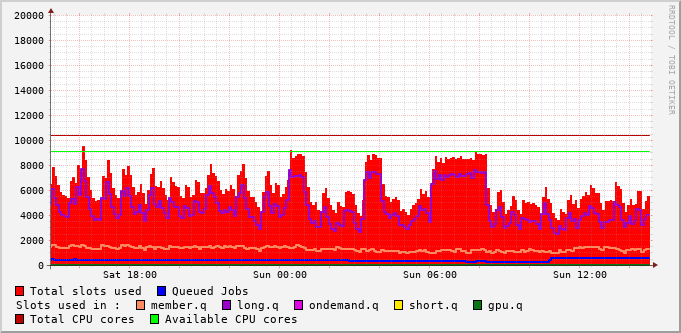 20000
18000
16000
14000
12000
10000
8000
6000
4000
2000
0
Sat 18:00 Sun 00:00 Sun 06:00 Sun 12:00
RRDTOOL / TOBI OETIKER
Total slots used Queued Jobs
Slots used in : member.q long.q ondemand.q short.q gpu.q
Total CPU cores Available CPU cores